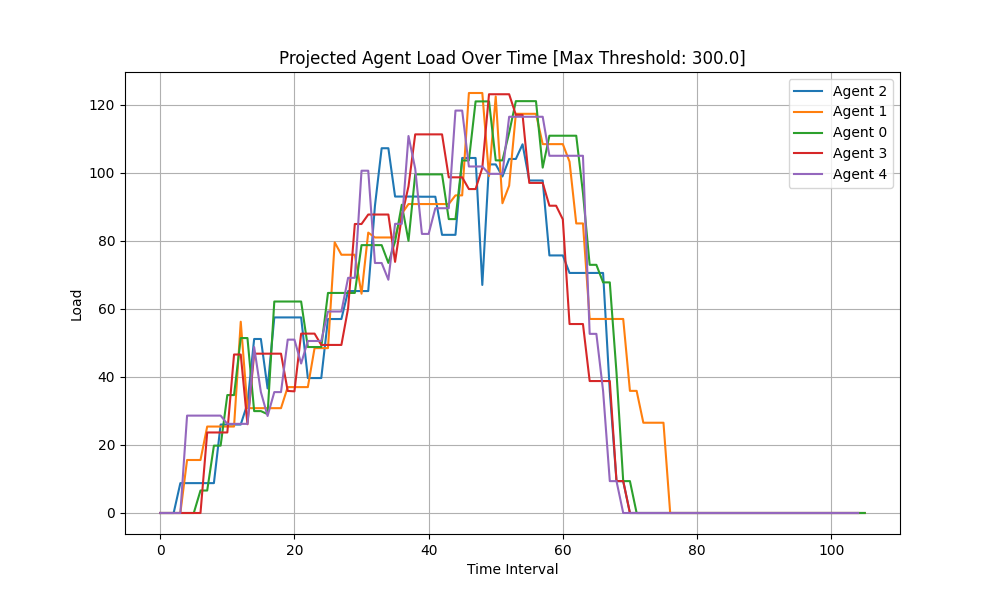 Projected Agent Load Over Time [Max Threshold: 300.0]
Agent 2
Agent 1
Agent 0
Agent 3
Agent 4
120
100
80
60
40
20
0
Load
0 20 40 60 80 100
Time Interval